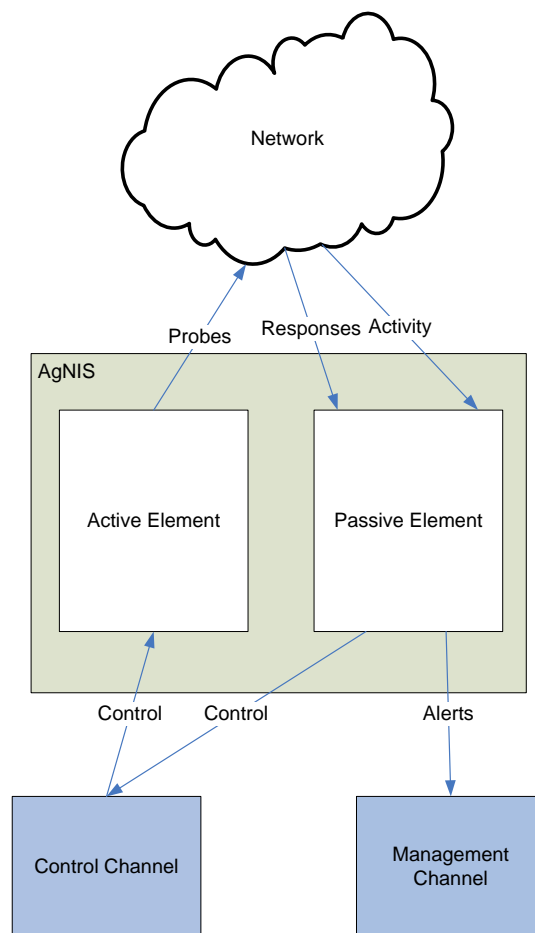 Network
Probes
Responses
Activity
AgNIS
Active Element
Passive Element
Control
Control
Alerts
Control Channel
Management
Channel